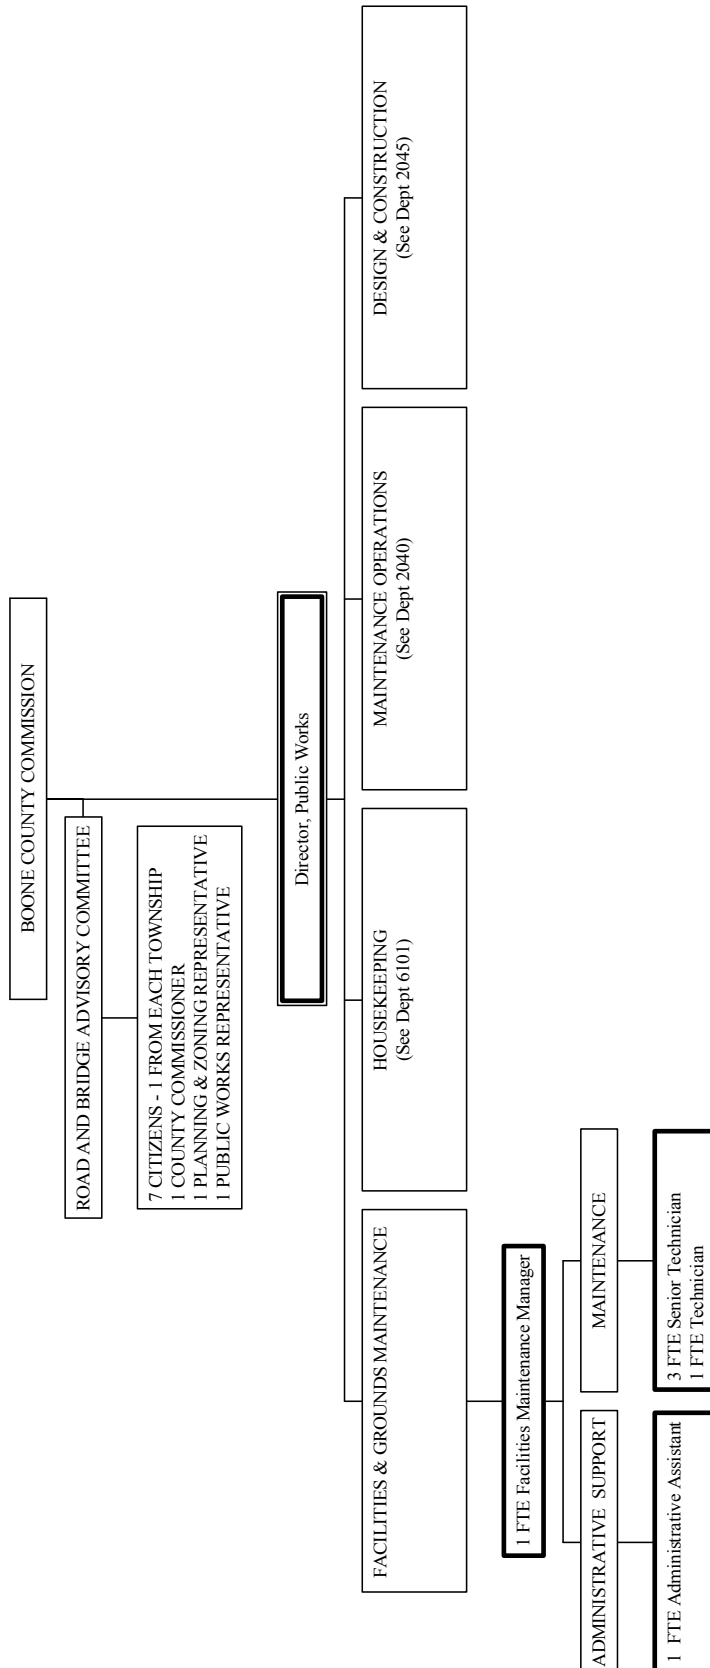 BOONE COUNTY COMMISSION
ROAD AND BRIDGE ADVISORY COMMITTEE
7 CITIZENS - 1 FROM EACH TOWNSHIP
1 COUNTY COMMISSIONER
1 PLANNING & ZONING REPRESENTATIVE
1 PUBLIC WORKS REPRESENTATIVE
Director, Public Works
FACILITIES & GROUNDS MAINTENANCE
HOUSEKEEPING
(See Dept 6101)
MAINTENANCE OPERATIONS
(See Dept 2040)
DESIGN & CONSTRUCTION
(See Dept 2045)
1 FTE Facilities Maintenance Manager
ADMINISTRATIVE SUPPORT
MAINTENANCE
1 FTE Administrative Assistant
3 FTE Senior Technician
1 FTE Technician